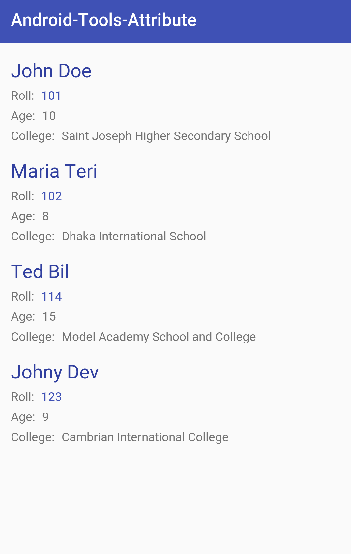 Android-Tools-Attribute
John Doe
Roll: 101
Age: 10
College: Saint Joseph Higher Secondary School
Maria Teri
Roll: 102
Age: 8
College: Dhaka International School
Ted Bil
Roll: 114
Age: 15
College: Model Academy School and College
Johny Dev
Roll: 123
Age: 9
College: Cambrian International College